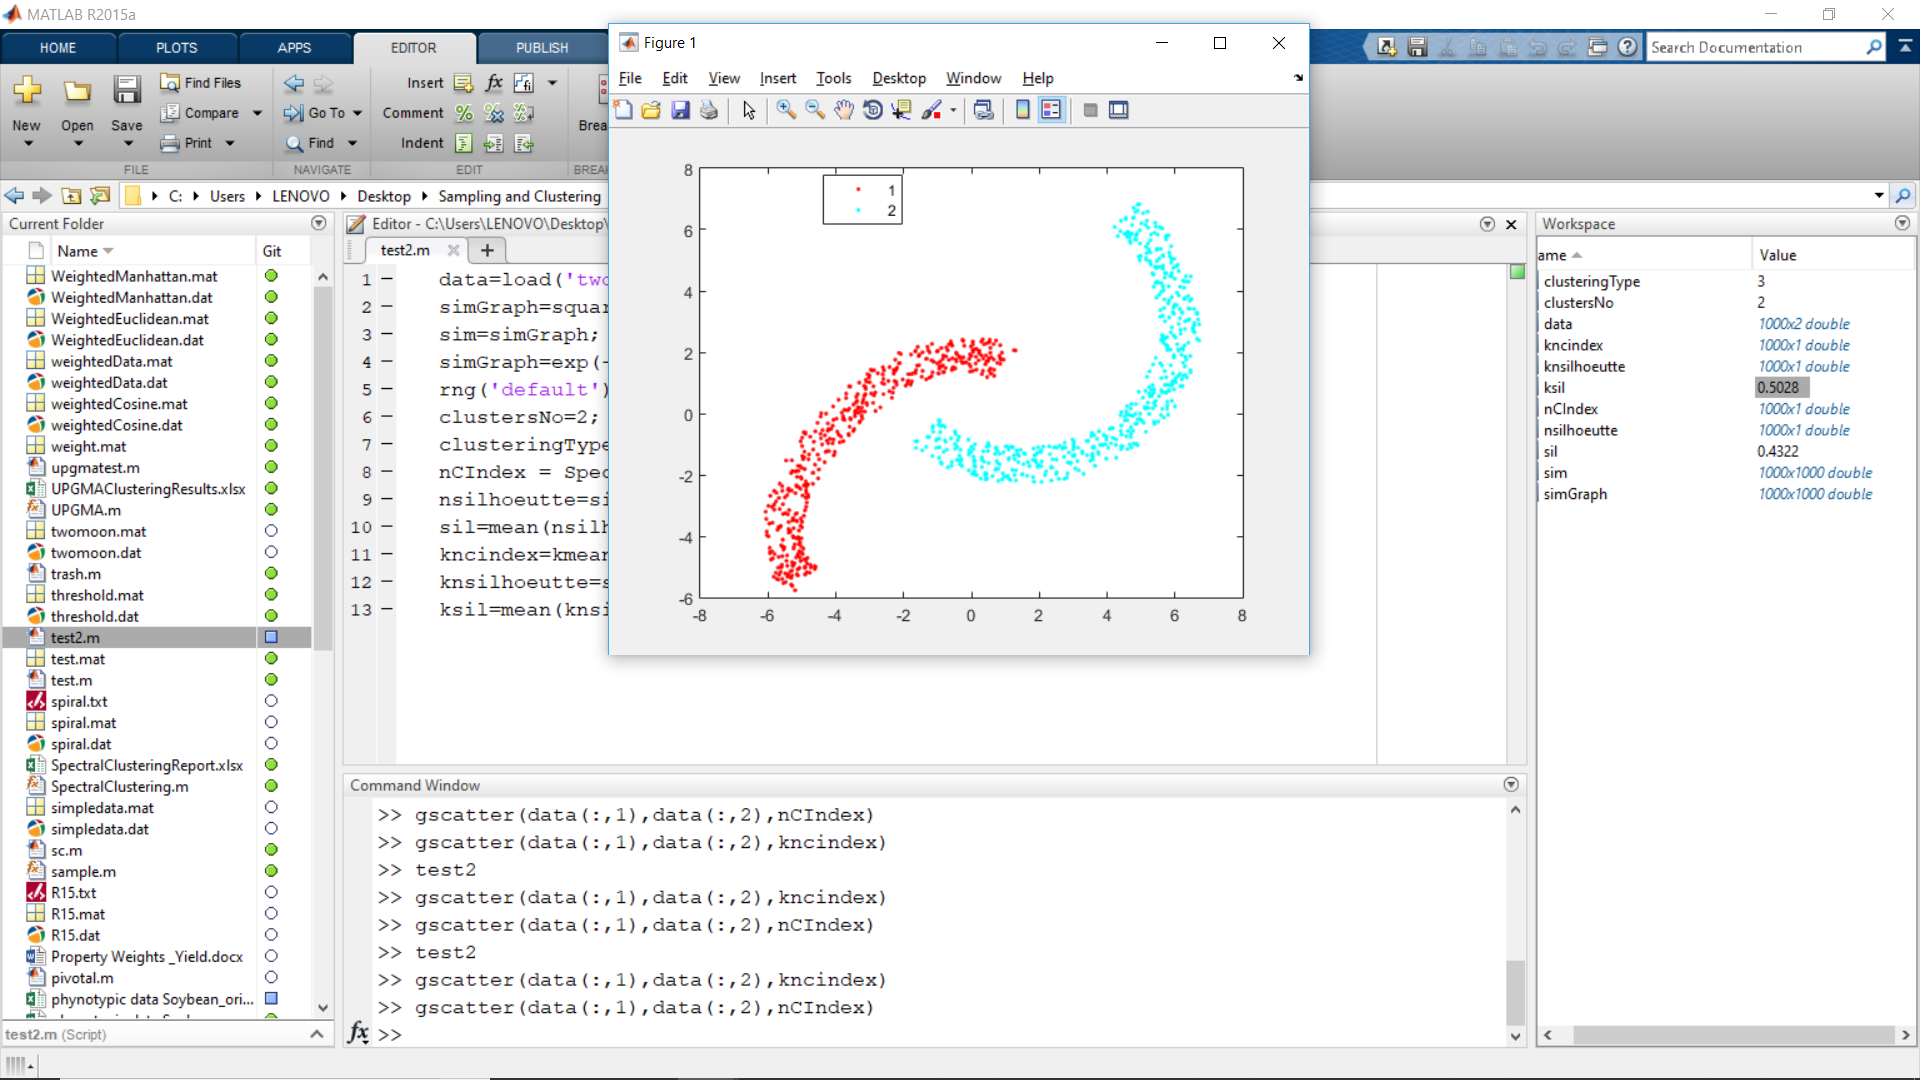 MATLAB R2015a
HOME PLOTS APPS EDITOR PUBLISH
Search Documentation
New Open Save
Find Files
Compare
Print
FILE
Go To
Find
NAVIGATE
Insert
Comment
Indent
EDIT
C: Users LENOVO Desktop Sampling and Clustering
Current Folder
Name Git
WeightedManhattan.mat
WeightedManhattan.dat
WeightedEuclidean.mat
WeightedEuclidean.dat
weightedData.mat
weightedData.dat
weightedCosine.mat
weightedCosine.dat
weight.mat
upgmatest.m
UPGMAClusteringResults.xlsx
UPGMA.m
twomoon.mat
twomoon.dat
trash.m
threshold.mat
threshold.dat
test2.m
test.mat
test.m
spiral.txt
spiral.mat
spiral.dat
SpectralClusteringReport.xlsx
SpectralClustering.m
simpledata.mat
simpledata.dat
sc.m
sample.m
R15.txt
R15.mat
R15.dat
Property Weights _Yield.docx
pivotal.m
phynotypic data Soybean_ori...
test2.m (Script)
Editor - C:\Users\LENOVO\Desktop\
test2.m
1 data=load('two
2 simGraph=squar
3 sim=simGraph;
4 simGraph=exp(-
5 rng('default')
6 clustersNo=2;
7 clusteringType
8 nCIndex = Spec
9 nsilhoeutte=si
10 sil=mean(nsilh
11 kncindex=kmear
12 knsilhoeutte=s
13 ksil=mean(knsi
Figure 1
File Edit View Insert Tools Desktop Window Help
1
2
8
6
4
2
0
-2
-4
-6
-8 -6 -4 -2 0 2 4 6 8
Command Window
>> gscatter(data(:,1),data(:,2),nCIndex)
>> gscatter(data(:,1),data(:,2),kncindex)
>> test2
>> gscatter(data(:,1),data(:,2),kncindex)
>> gscatter(data(:,1),data(:,2),nCIndex)
>> test2
>> gscatter(data(:,1),data(:,2),kncindex)
>> gscatter(data(:,1),data(:,2),nCIndex)
fx >>
Workspace
ame Value
clusteringType 3
clustersNo 2
data 1000x2 double
kncindex 1000x1 double
knsilhoeutte 1000x1 double
ksil 0.5028
nCIndex 1000x1 double
nsilhoeutte 1000x1 double
sil 0.4322
sim 1000x1000 double
simGraph 1000x1000 double